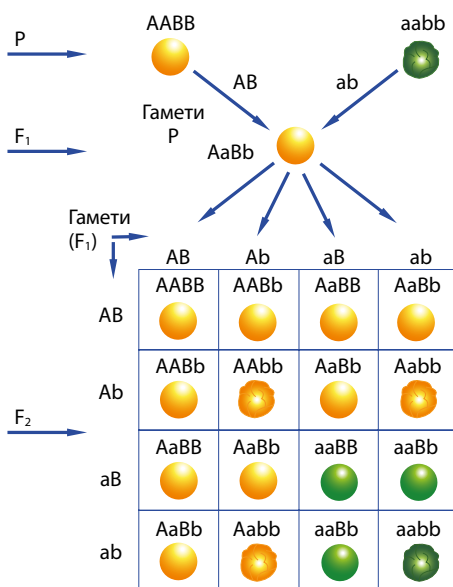 P
AABB
aabb
AB
ab
Гамети
P
F₁
AaBb
Гамети
(F₁)
AB Ab aB ab
AB
AABB AABb AaBB AaBb
Ab
AABb AAbb AaBb Aabb
F₂
aB
AaBB AaBb aaBB aaBb
ab
AaBb Aabb aaBb aabb